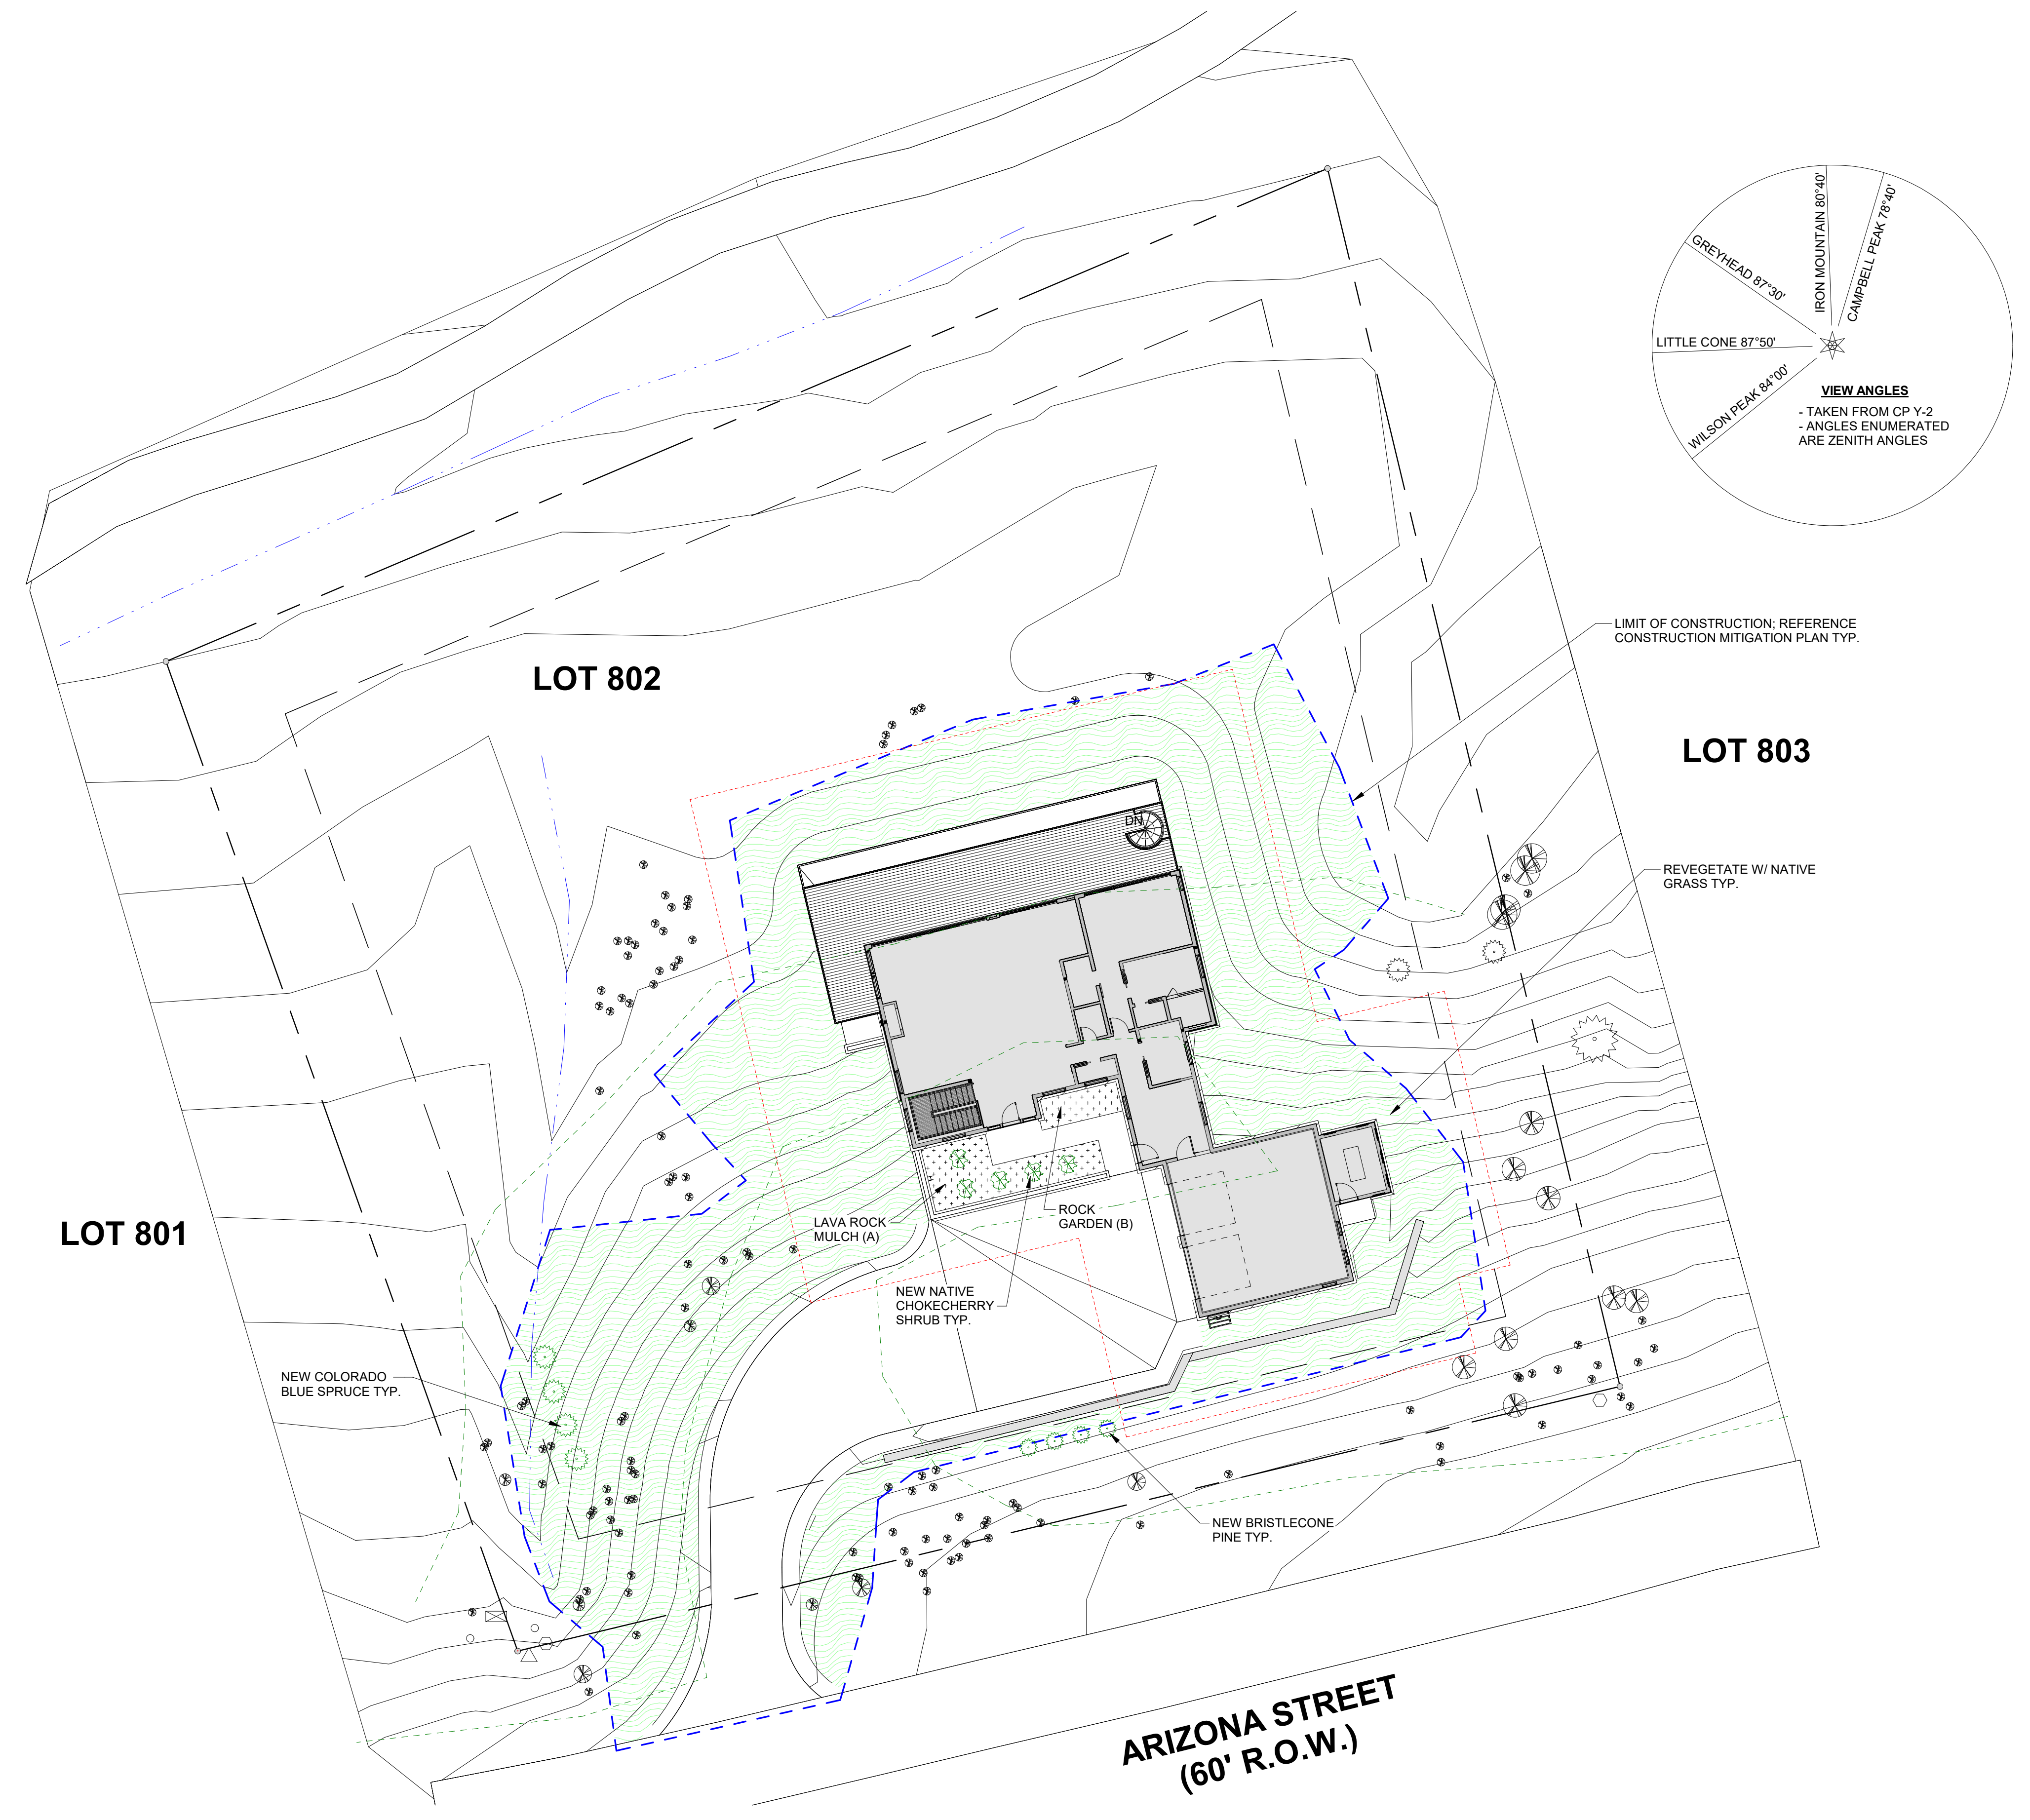 IRON MOUNTAIN 80°40'
CAMPBELL PEAK 78°40'
GREYHEAD 87°30'
LITTLE CONE 87°50'
WILSON PEAK 84°00'
VIEW ANGLES
- TAKEN FROM CP Y-2
- ANGLES ENUMERATED
ARE ZENITH ANGLES
LIMIT OF CONSTRUCTION; REFERENCE
CONSTRUCTION MITIGATION PLAN TYP.
LOT 802
LOT 803
DN
REVEGETATE W/ NATIVE
GRASS TYP.
LOT 801
LAVA ROCK
MULCH (A)
ROCK
GARDEN (B)
NEW NATIVE
CHOKECHERRY
SHRUB TYP.
NEW COLORADO
BLUE SPRUCE TYP.
NEW BRISTLECONE
PINE TYP.
ARIZONA STREET
(60' R.O.W.)